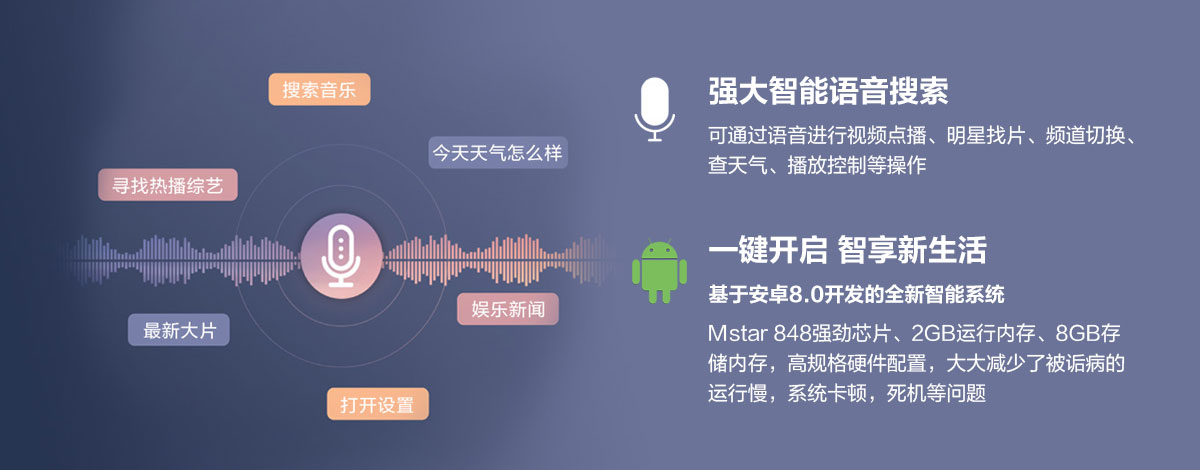 搜索音乐
今天天气怎么样
寻找热播综艺
娱乐新闻
最新大片
打开设置
强大智能语音搜索
可通过语音进行视频点播、明星找片、频道切换、
查天气、播放控制等操作
一键开启 智享新生活
基于安卓8.0开发的全新智能系统
Mstar 848强劲芯片、2GB运行内存、8GB存
储内存，高规格硬件配置，大大减少了被诟病的
运行慢，系统卡顿，死机等问题